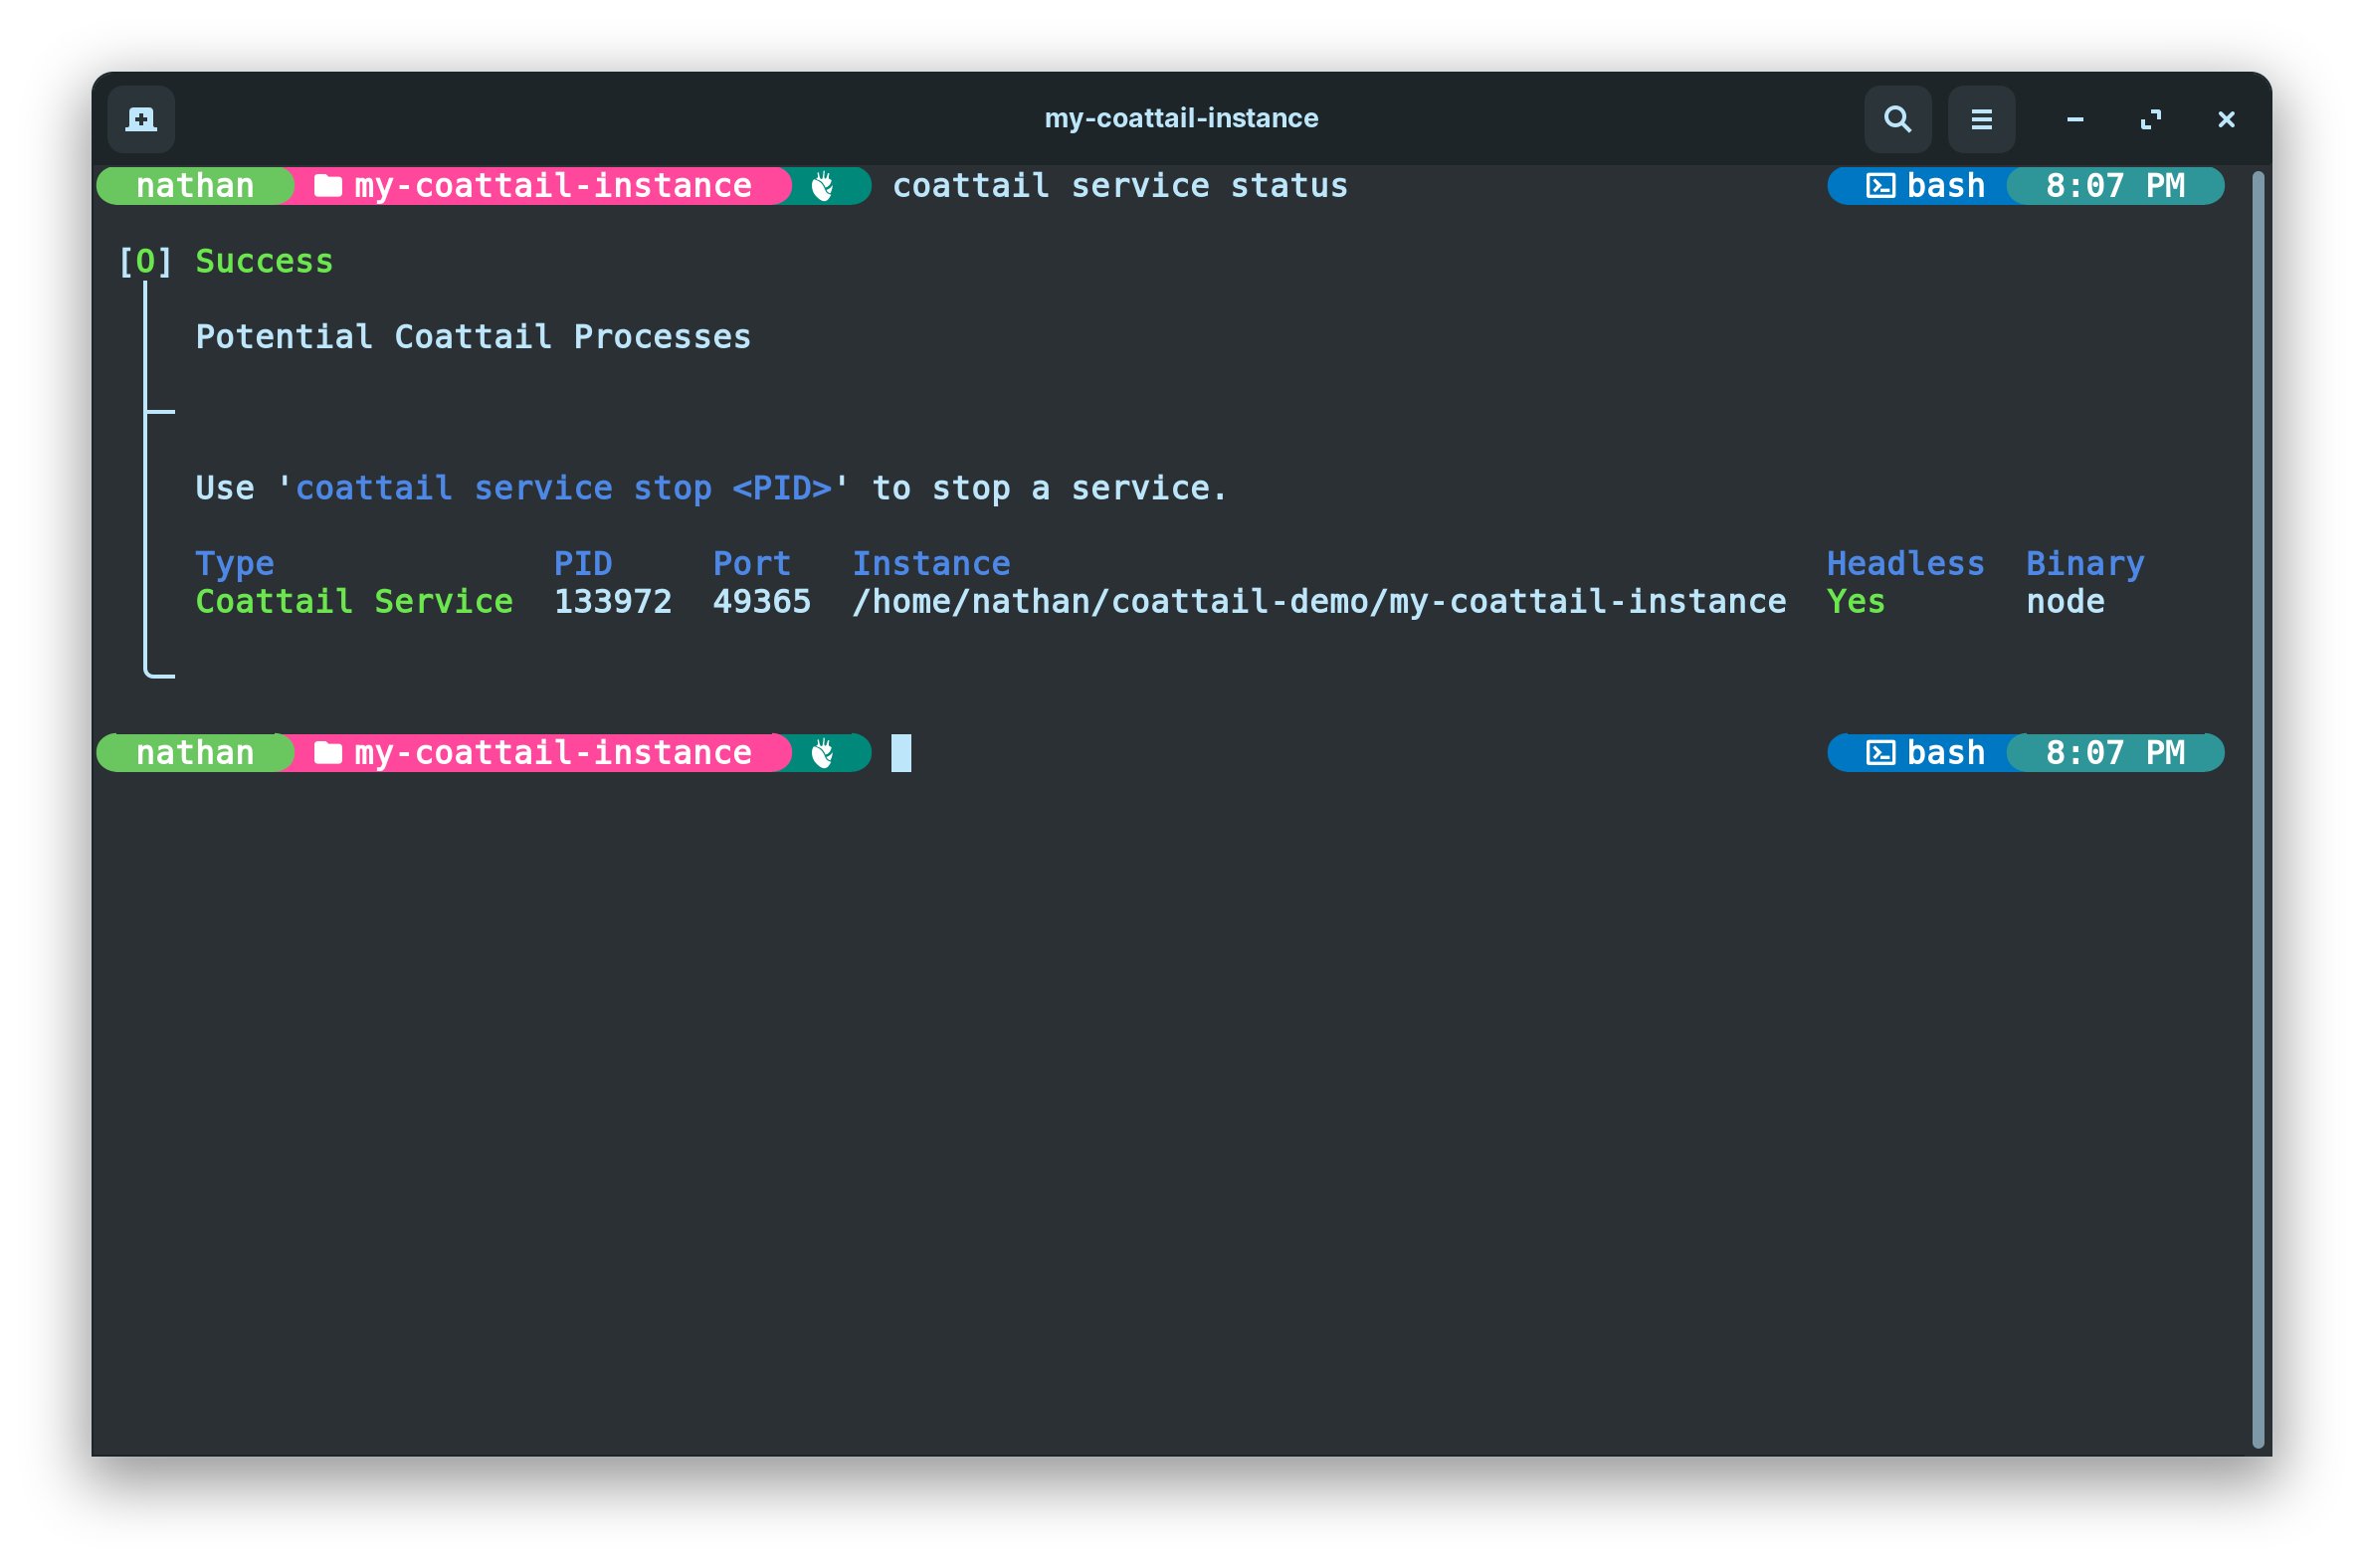 my-coattail-instance
nathan my-coattail-instance coattail service status bash 8:07 PM
[O] Success
Potential Coattail Processes
Use 'coattail service stop <PID>' to stop a service.
Type PID Port Instance Headless Binary
Coattail Service 133972 49365 /home/nathan/coattail-demo/my-coattail-instance Yes node
nathan my-coattail-instance bash 8:07 PM